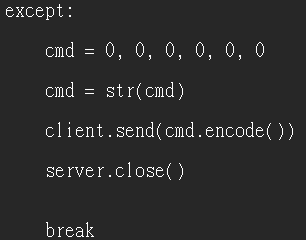 except:
    cmd = 0, 0, 0, 0, 0, 0
    cmd = str(cmd)
    client.send(cmd.encode())
    server.close()
    break